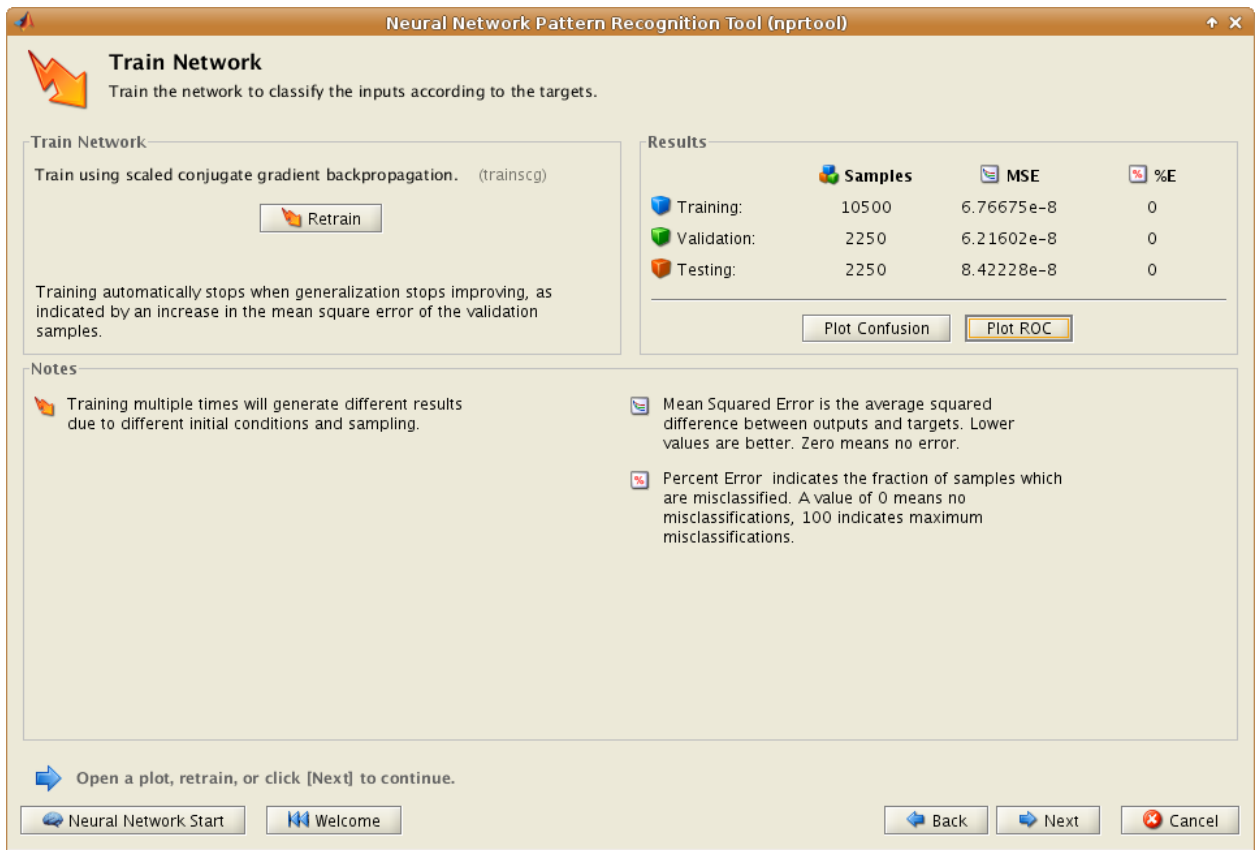 Neural Network Pattern Recognition Tool (nprtool)
Train Network
Train the network to classify the inputs according to the targets.
Train Network
Train using scaled conjugate gradient backpropagation. (trainscg)
Retrain
Training automatically stops when generalization stops improving, as
indicated by an increase in the mean square error of the validation
samples.
Results
Samples MSE %E
Training: 10500 6.76675e-8 0
Validation: 2250 6.21602e-8 0
Testing: 2250 8.42228e-8 0
Plot Confusion Plot ROC
Notes
Training multiple times will generate different results
due to different initial conditions and sampling.
Mean Squared Error is the average squared
difference between outputs and targets. Lower
values are better. Zero means no error.
Percent Error indicates the fraction of samples which
are misclassified. A value of 0 means no
misclassifications, 100 indicates maximum
misclassifications.
Open a plot, retrain, or click [Next] to continue.
Neural Network Start Welcome Back Next Cancel